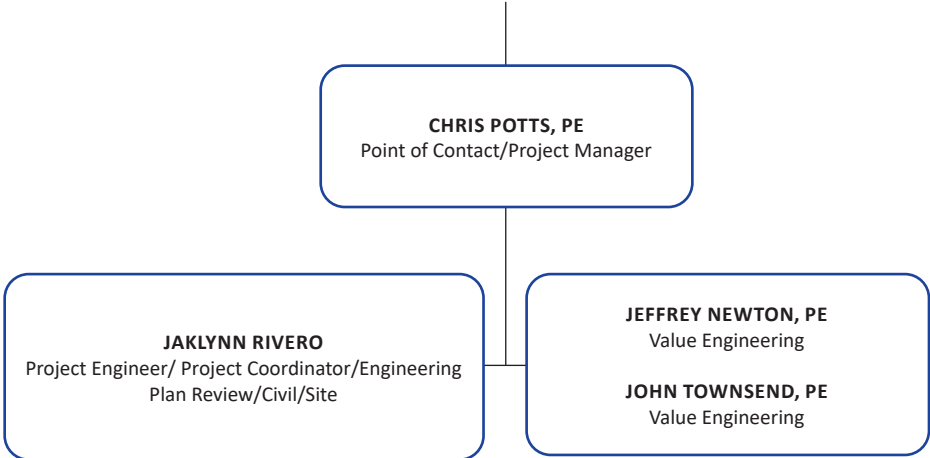 CHRIS POTTS, PE
Point of Contact/Project Manager
JAKLYNN RIVERO
Project Engineer/ Project Coordinator/Engineering
Plan Review/Civil/Site
JEFFREY NEWTON, PE
Value Engineering
JOHN TOWNSEND, PE
Value Engineering